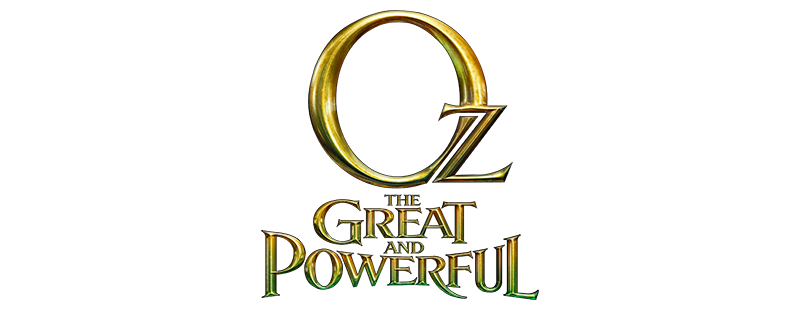 Oz
THE
GREAT
AND
POWERFUL